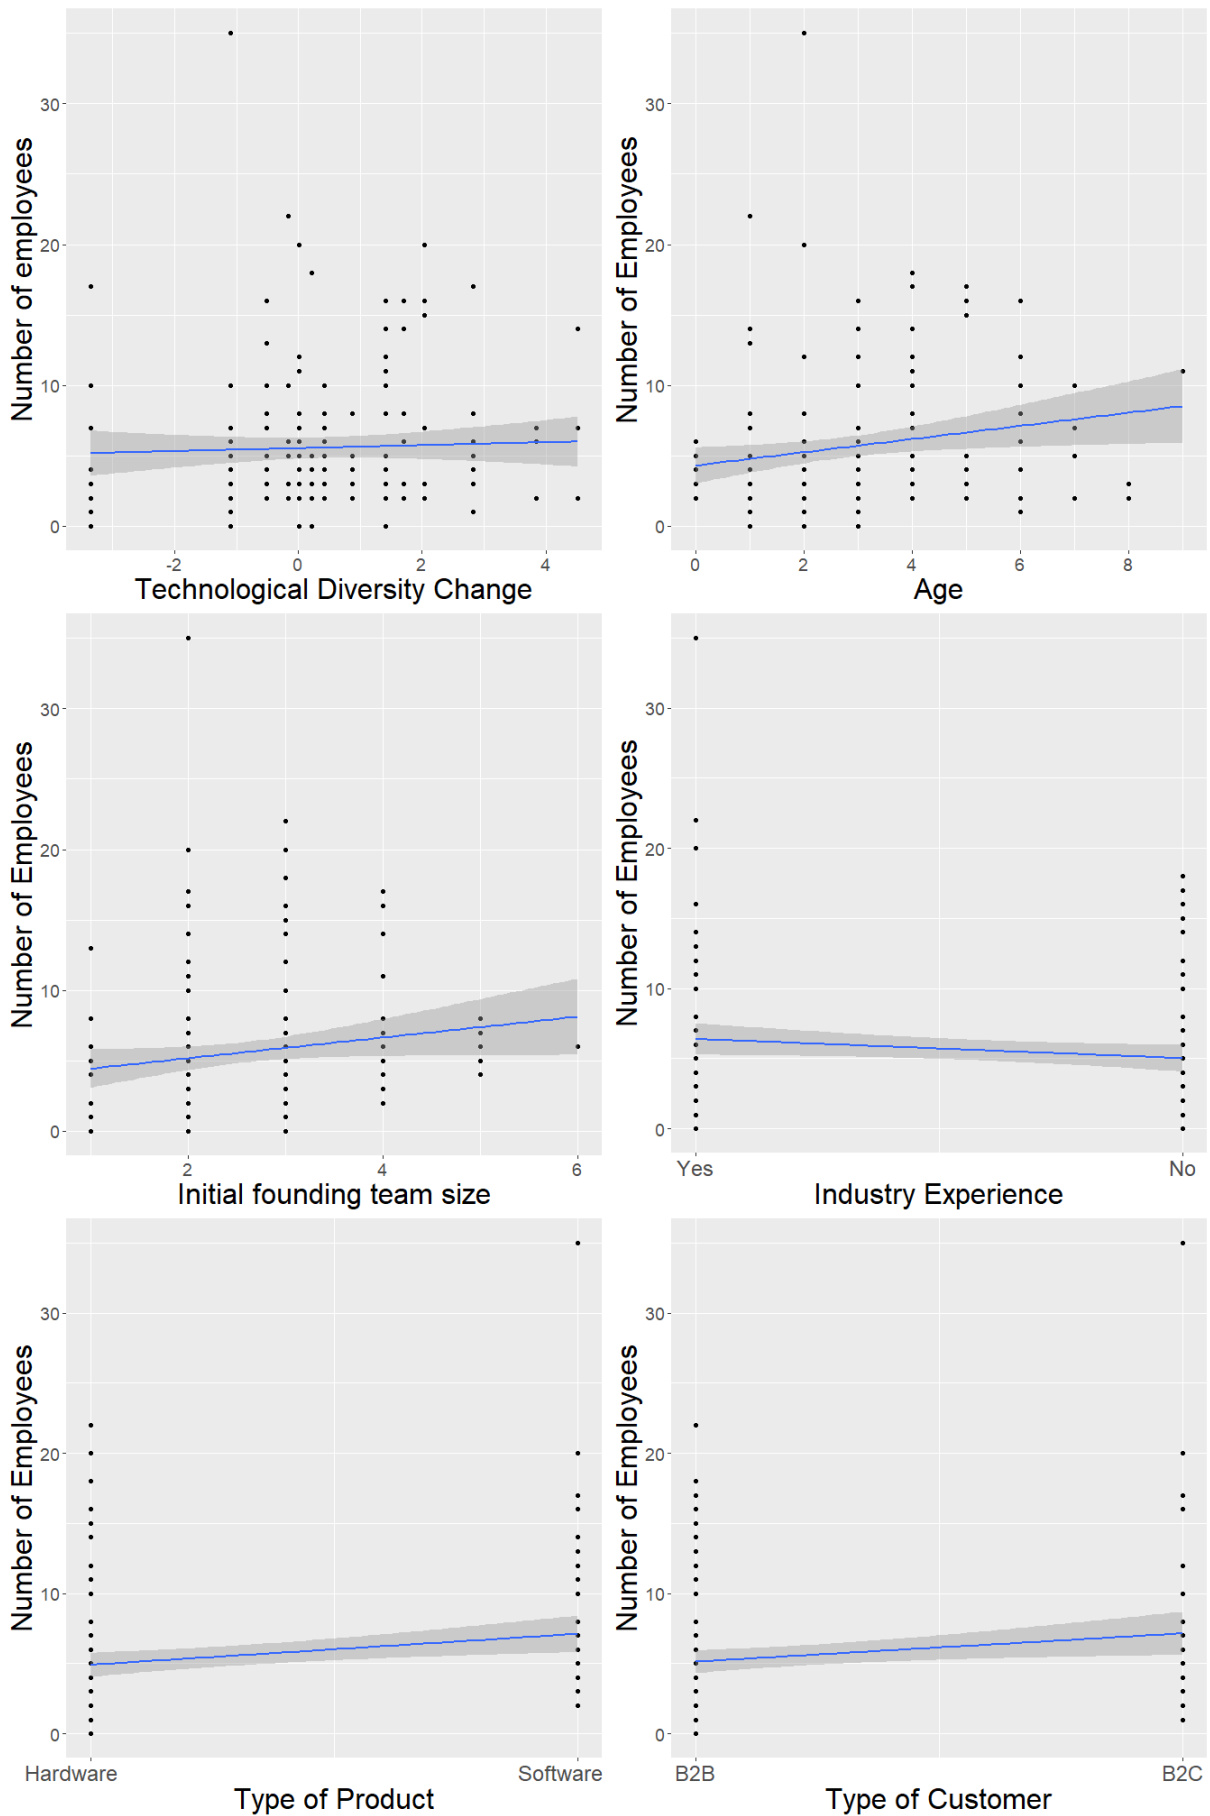 Number of employees
30
20
10
0
-2 0 2 4
Technological Diversity Change
Number of Employees
30
20
10
0
0 2 4 6 8
Age
Number of Employees
30
20
10
0
2 4 6
Initial founding team size
Number of Employees
30
20
10
0
Yes No
Industry Experience
Number of Employees
30
20
10
0
Hardware Software
Type of Product
Number of Employees
30
20
10
0
B2B B2C
Type of Customer